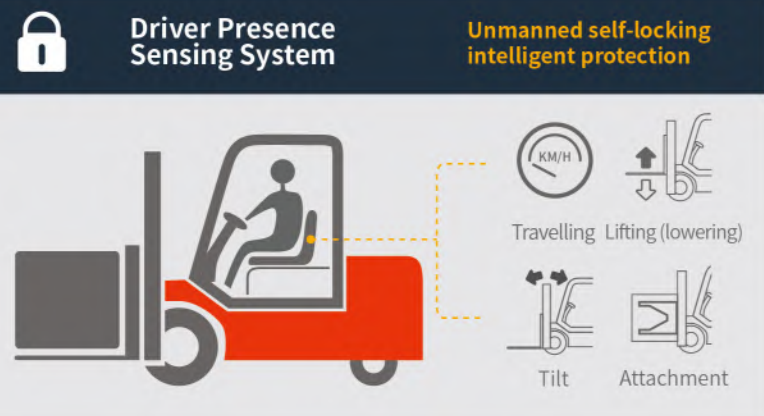 Driver Presence
Sensing System
Unmanned self-locking
intelligent protection
KM/H
Travelling
Lifting (lowering)
Tilt
Attachment